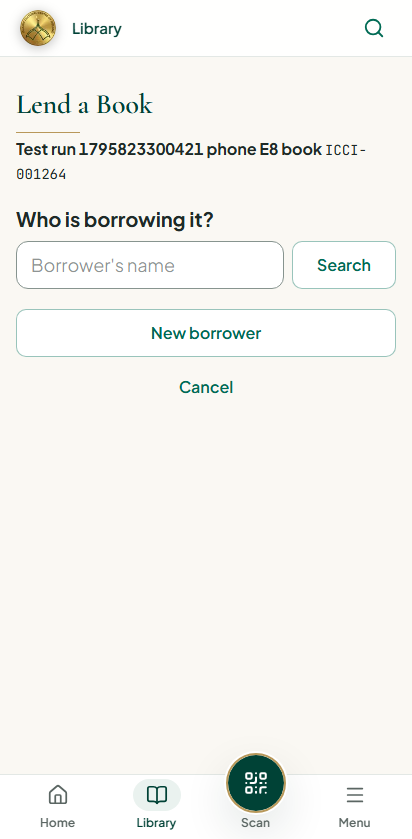 Library
Lend a Book
Test run 1795823300421 phone E8 book ICCI-
001264
Who is borrowing it?
Borrower's name
Search
New borrower
Cancel
Home
Library
Scan
Menu